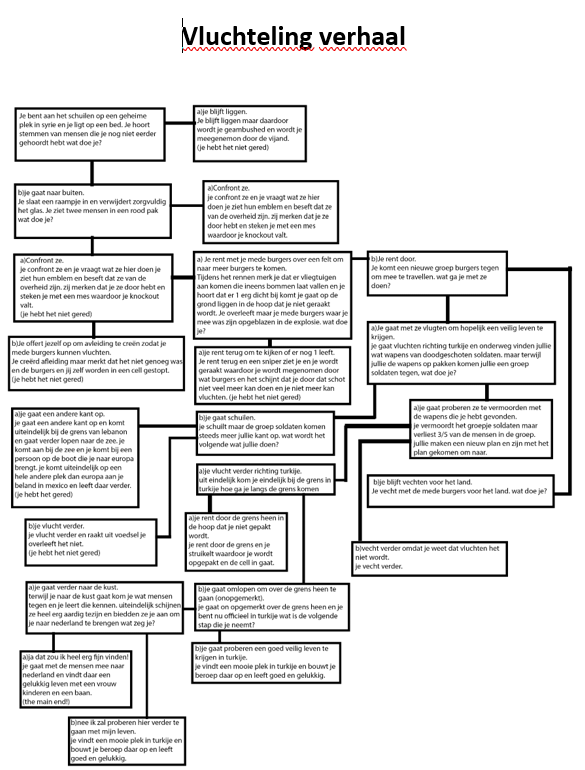 Vluchteling verhaal
Je bent aan het schuilen op een geheime
plek in syrie en je ligt op een bed. Je hoort
stemmen van mensen die je nog niet eerder
gehoordt hebt wat doe je?
a)je blijft liggen.
Je blijft liggen maar daardoor
wordt je geambushed en wordt je
meegenomen door de vijand.
(je hebt het niet gered)
b)je gaat naar buiten.
Je slaat een raampje in en verwijdert zorgvuldig
het glas. Je ziet twee mensen in een rood pak
wat doe je?
a)Confront ze.
je confront ze en je vraagt wat ze hier
doen je ziet hun emblem en beseft dat ze
van de overheid zijn. zij merken dat je ze
door hebt en steken je met een mes
waardoor je knockout valt.
a)Confront ze.
je confront ze en je vraagt wat ze hier doen je
ziet hun emblem en beseft dat ze van de
overheid zijn. zij merken dat je ze door hebt en
steken je met een mes waardoor je knockout
valt.
a) Je rent met je mede burgers over een felt om
naar meer burgers te komen.
Tijdens het rennen merk je dat er vliegtuigen
aan komen die ineens bommen laat vallen en je
hoort dat er 1 erg dicht bij komt je gaat op de
grond liggen in de hoop dat je niet geraakt
wordt. Je overleeft maar je mede burgers waar je
mee was zijn opgeblazen in de explosie. wat doe
je?
b)Je rent door.
Je komt een nieuwe groep burgers tegen
om mee te travellen. wat ga je met ze
doen?
b)Je offert jezelf op om avleiding te creën zodat je
mede burgers kunnen vluchten.
Je creërd afleiding maar merkt dat het niet genoeg was
en de burgers en jij zelf worden in een cell gestopt.
(je hebt het niet gered)
a)je rent terug om te kijken of er nog 1 leeft.
Je rent terug en een sniper ziet je en je wordt
geraakt waardoor je wordt megenomen door
wat burgers en het schijnt dat je door dat schot
niet veel meer kan doen en je niet meer kan
vluchten. (je hebt het niet gered)
a)Je gaat met ze vlugten om hopelijk een veilig leven te
krijgen.
je gaat vluchten richting turkije en onderweg vinden jullie
wat wapens van doodgeschoten soldaten. maar terwijl
jullie de wapens op pakken komen jullie een groep
soldaten tegen, wat doe je?
a)je gaat een andere kant op.
je gaat een andere kant op en komt
uiteindelijk bij de grens van lebanon
en gaat verder lopen naar de zee. je
komt aan bij de zee en je komt bij een
persoon op de boot die je naar europa
brengt. je komt uiteindelijk op een
hele andere plek dan europa aan je
beland in mexico en leeft daar verder.
(je hebt het gered)
b)je gaat schuilen.
je schuilt maar de groep soldaten komen
steeds meer jullie kant op. wat wordt het
volgende wat jullie doen?
a)je gaat proberen ze te vermoorden met
de wapens die je hebt gevonden.
je vermoordt het groepje soldaten maar
verliest 3/5 van de mensen in de groep.
jullie maken een nieuw plan en zijn met het
plan gekomen om naar.
a)je vlucht verder richting turkije.
uit eindelijk kom je eindelijk bij de grens in
turkije hoe ga je langs de grens komen
b)je blijft vechten voor het land.
Je vecht met de mede burgers voor het land. wat doe je?
b)je vlucht verder.
je vlucht verder en raakt uit voedsel je
overleeft het niet.
(je hebt het niet gered)
a)je rent door de grens heen in
de hoop dat je niet gepakt
wordt.
je rent door de grens en je
struikelt waardoor je wordt
opgepakt en de cell in gaat.
b)vecht verder omdat je weet dat vluchten het
niet wordt.
je vecht verder.
a)je gaat verder naar de kust.
terwijl je naar de kust gaat kom je wat mensen
tegen en je leert die kennen. uiteindelijk schijnen
ze heel erg aardig tezijn en biedden ze je aan om
je naar nederland te brengen wat zeg je?
b)je gaat omlopen om over de grens heen te
gaan (onopgemerkt).
je gaat on opgemerkt over de grens heen en je
bent nu officieel in turkije wat is de volgende
stap die je neemt?
b)je gaat proberen een goed veilig leven te
krijgen in turkije.
je vindt een mooie plek in turkije en bouwt je
beroep daar op en leeft goed en gelukkig.
a)ja dat zou ik heel erg fijn vinden!
je gaat met de mensen mee naar
nederland en vindt daar een
gelukkig leven met een vrouw
kinderen en een baan.
(the main end!)
b)nee ik zal proberen hier verder te
gaan met mijn leven.
je vindt een mooie plek in turkije en
bouwt je beroep daar op en leeft
goed en gelukkig.